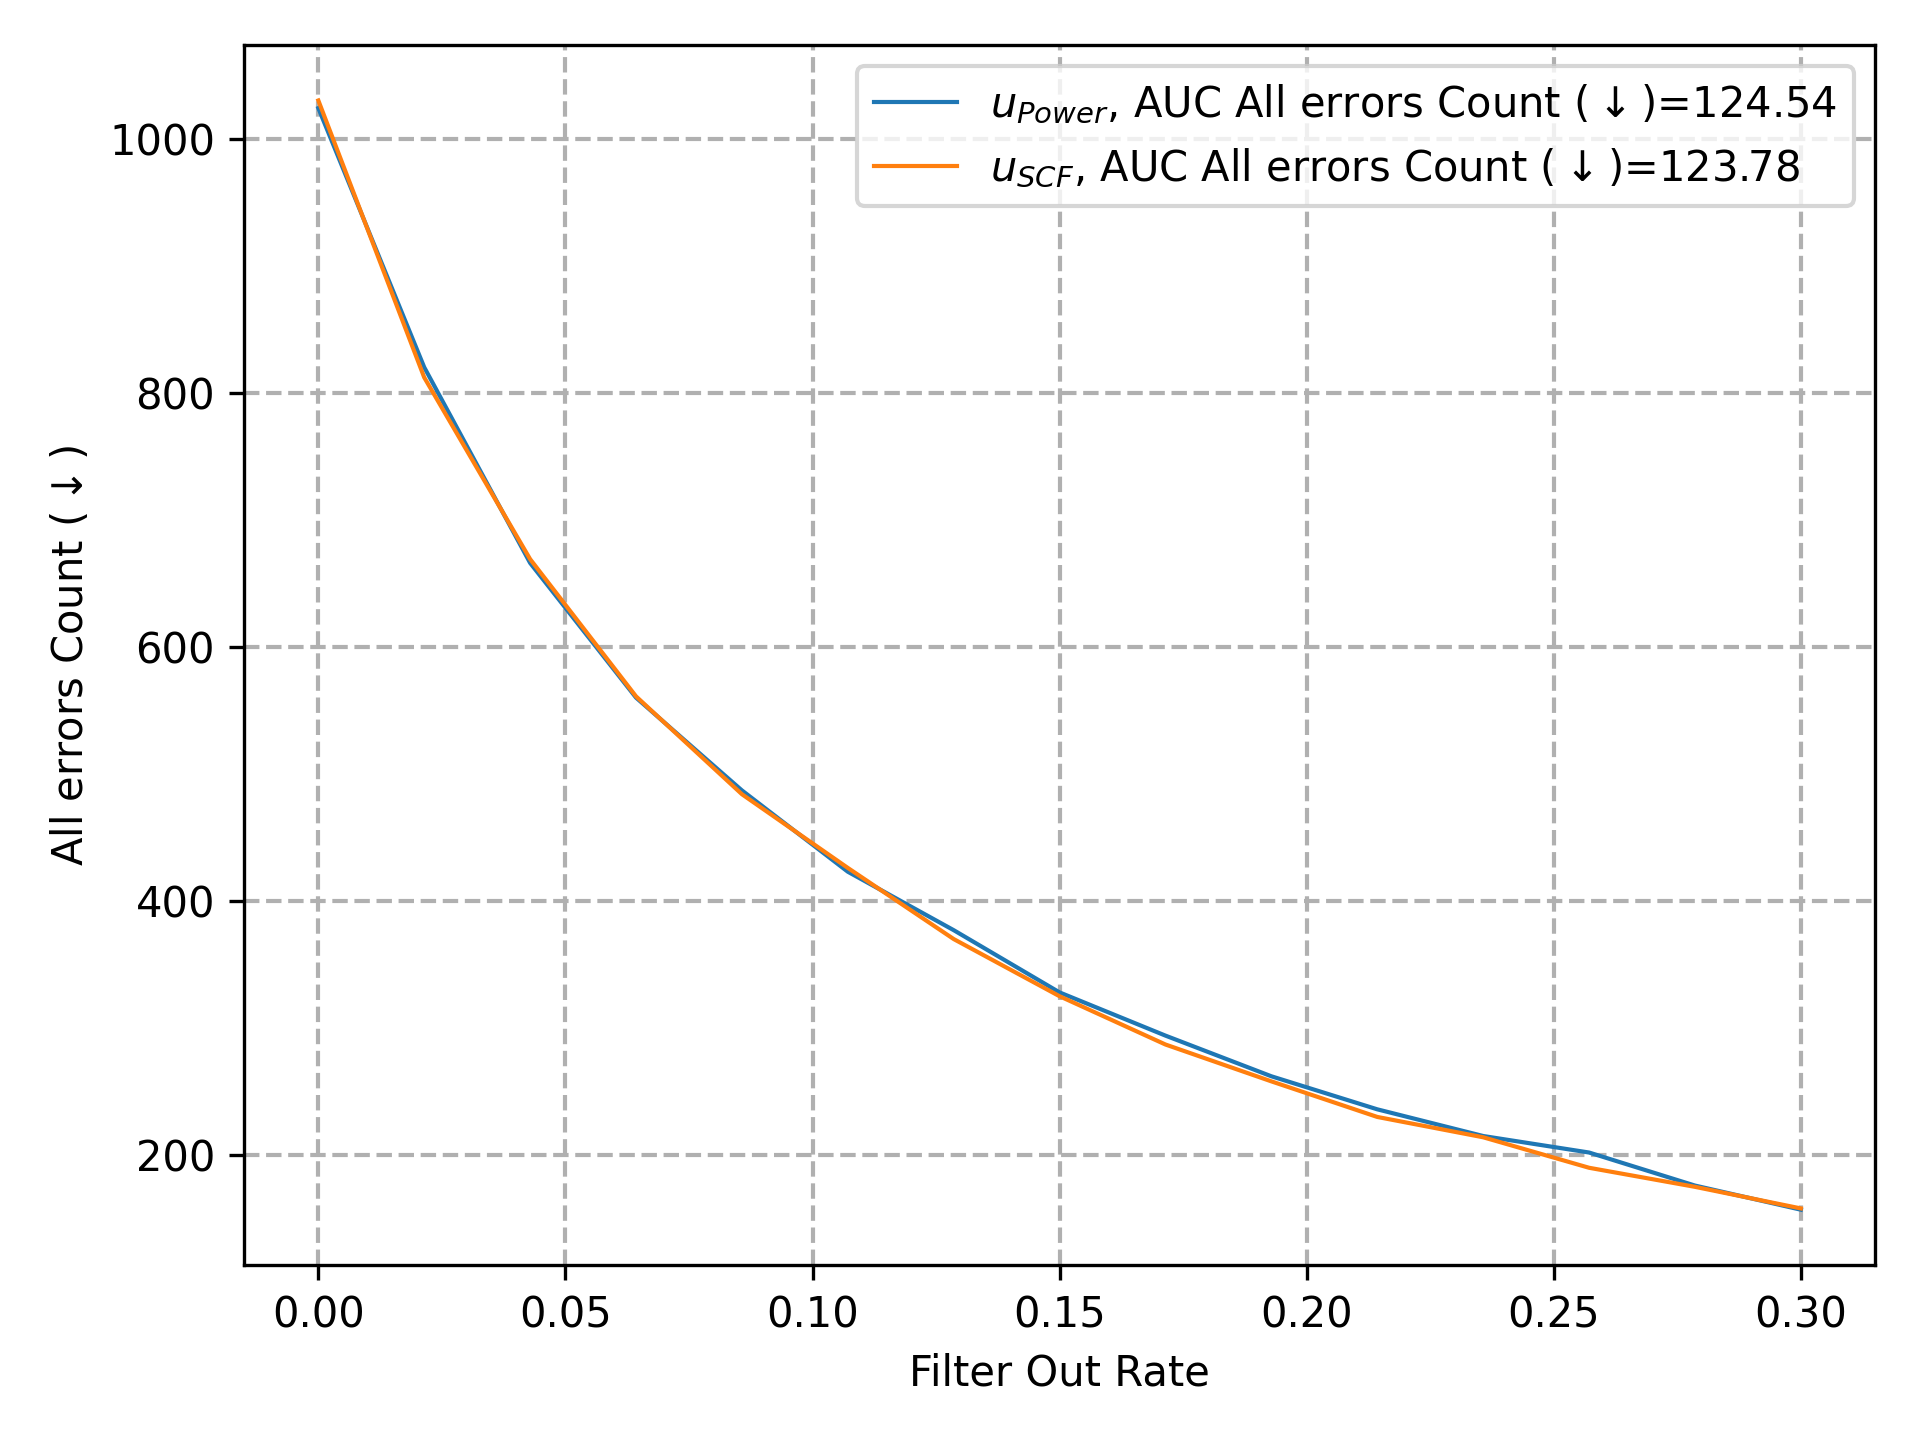 u_Power, AUC All errors Count (↓)=124.54
u_SCF, AUC All errors Count (↓)=123.78
All errors Count (↓)
1000
800
600
400
200
0.00 0.05 0.10 0.15 0.20 0.25 0.30
Filter Out Rate